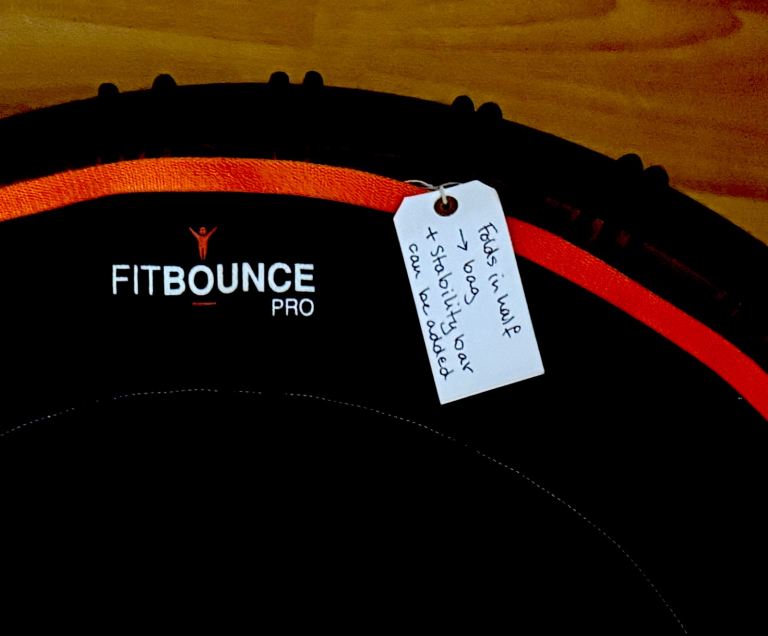 FITBOUNCE
PRO
Folds in half
→ bag
+ Stability bar
can be added